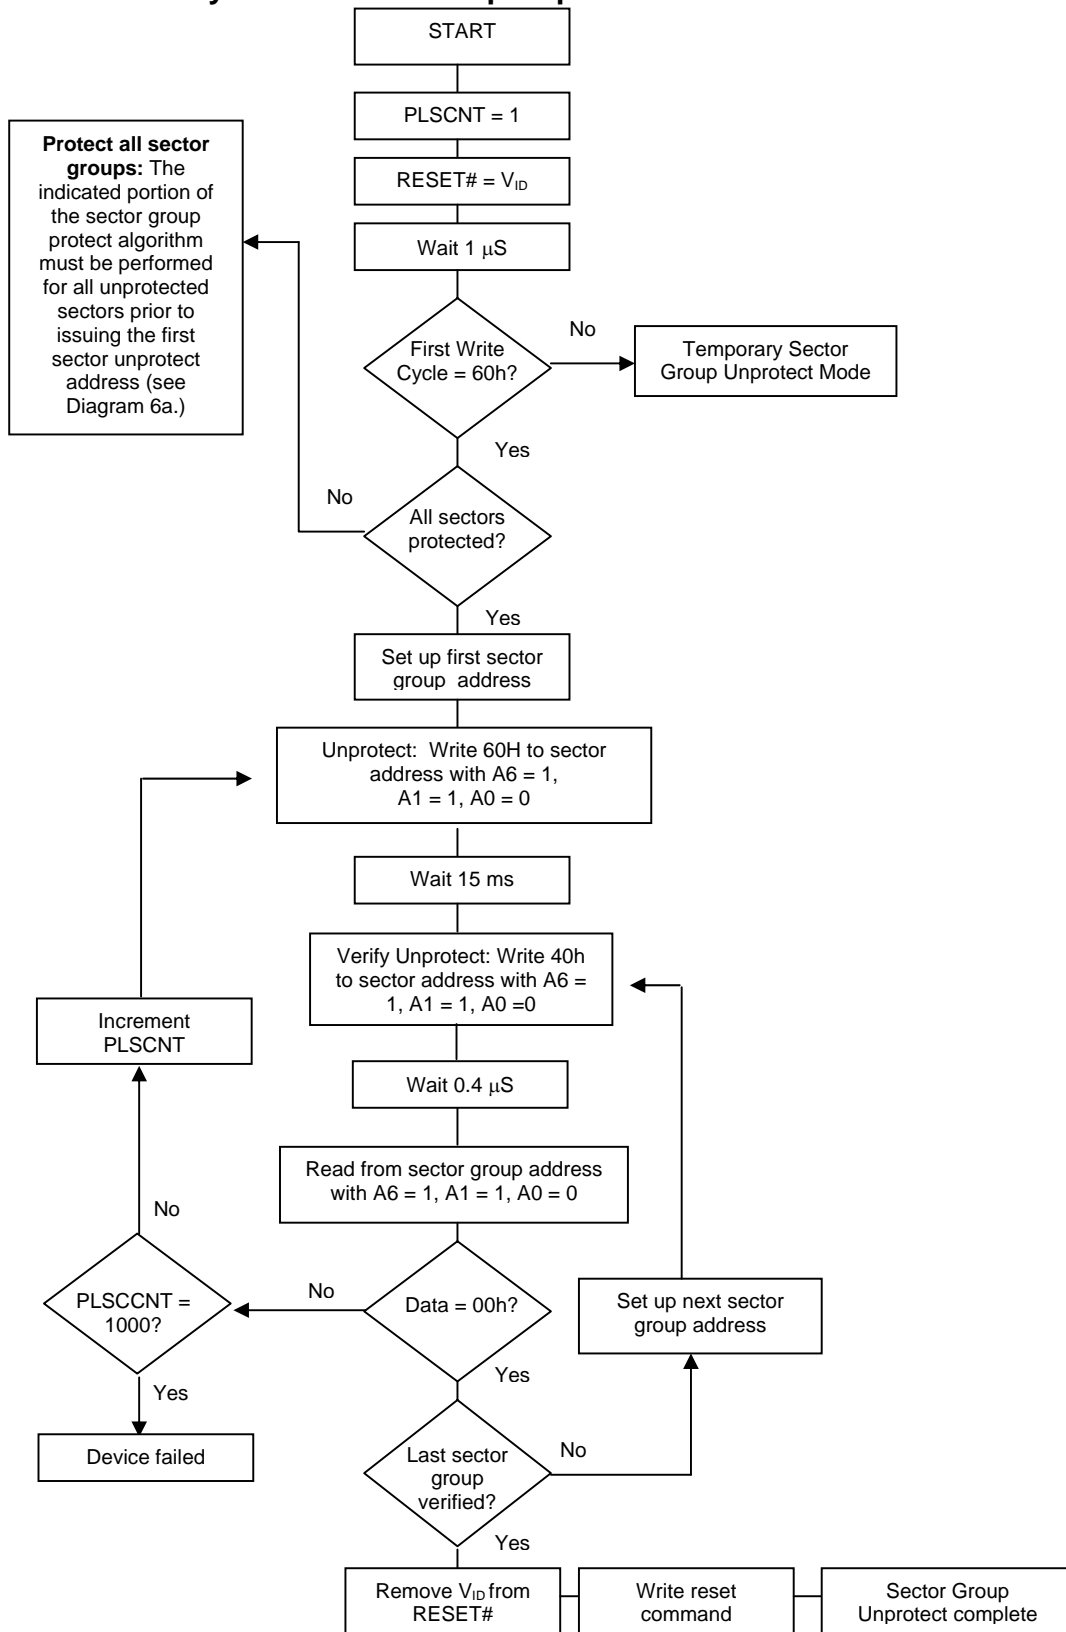 START
PLSCNT = 1
RESET# = VID
Wait 1 μS
Protect all sector
groups: The
indicated portion of
the sector group
protect algorithm
must be performed
for all unprotected
sectors prior to
issuing the first
sector unprotect
address (see
Diagram 6a.)
First Write
Cycle = 60h?
No
Temporary Sector
Group Unprotect Mode
Yes
No
All sectors
protected?
Yes
Set up first sector
group address
Unprotect: Write 60H to sector
address with A6 = 1,
A1 = 1, A0 = 0
Wait 15 ms
Verify Unprotect: Write 40h
to sector address with A6 =
1, A1 = 1, A0 =0
Increment
PLSCNT
Wait 0.4 μS
Read from sector group address
with A6 = 1, A1 = 1, A0 = 0
No
PLSCCNT =
1000?
No
Data = 00h?
Set up next sector
group address
Yes
Yes
Device failed
Last sector
group
verified?
No
Yes
Remove VID from
RESET#
Write reset
command
Sector Group
Unprotect complete